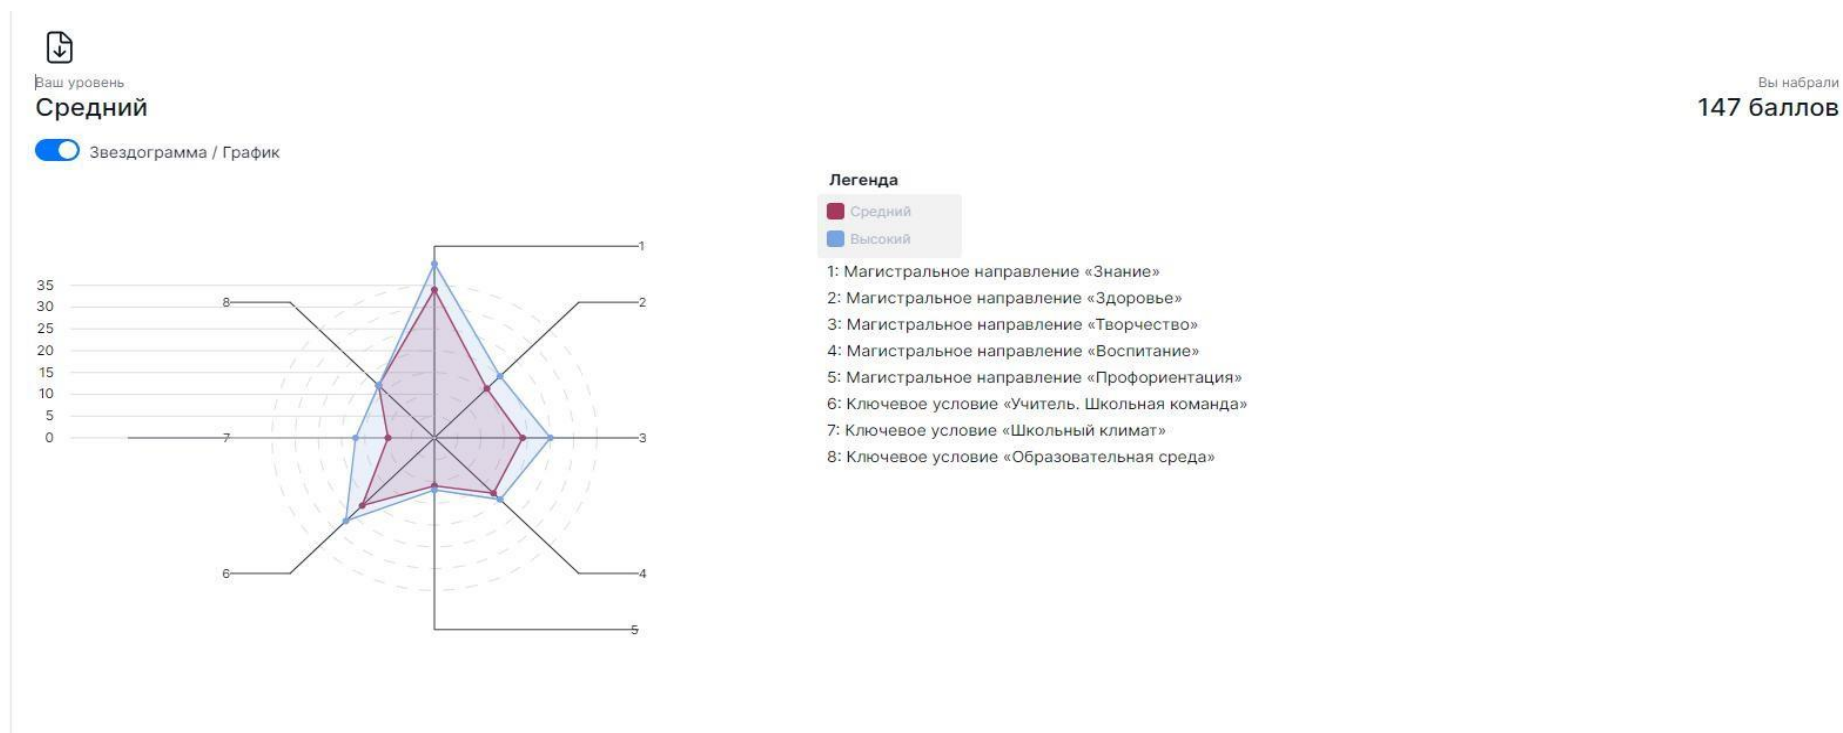 Ваш уровень
Средний
Вы набрали
147 баллов
Звездограмма / График
35
30
25
20
15
10
5
0
1
2
3
4
5
6
7
8
Легенда
Средний
Высокий
1: Магистральное направление «Знание»
2: Магистральное направление «Здоровье»
3: Магистральное направление «Творчество»
4: Магистральное направление «Воспитание»
5: Магистральное направление «Профориентация»
6: Ключевое условие «Учитель. Школьная команда»
7: Ключевое условие «Школьный климат»
8: Ключевое условие «Образовательная среда»